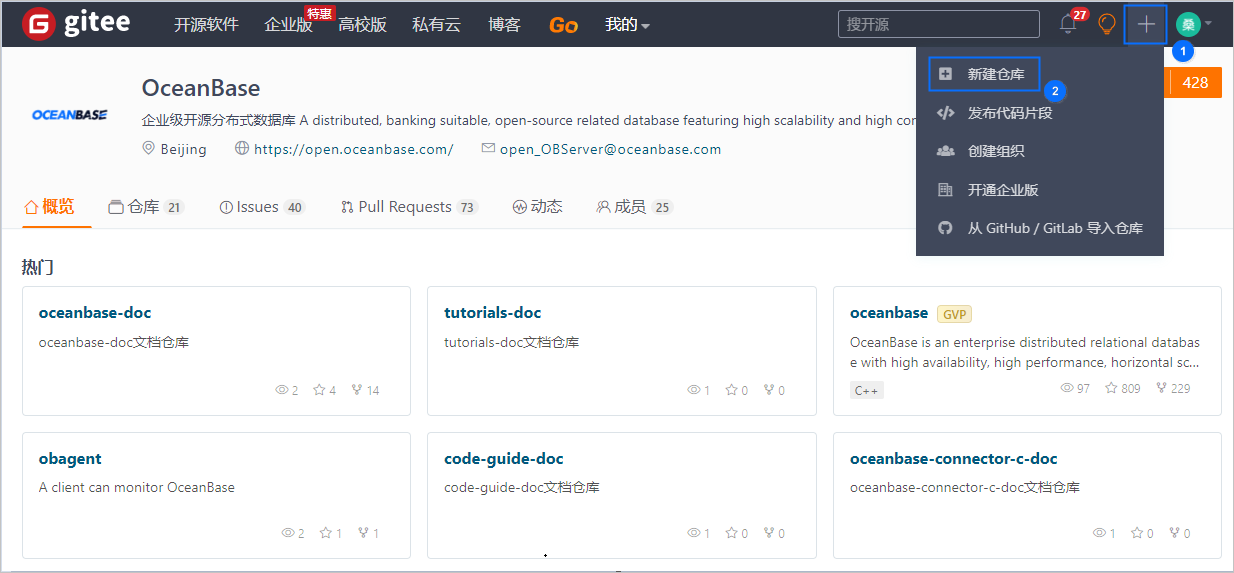 gitee 开源软件 企业版 特惠 高校版 私有云 博客 Go 我的 搜开源 27 桑
1
新建仓库
2
428
发布代码片段
创建组织
开通企业版
从 GitHub / GitLab 导入仓库
OCEANBASE
OceanBase
企业级开源分布式数据库 A distributed, banking suitable, open-source related database featuring high scalability and high cor
Beijing https://open.oceanbase.com/ open_OBServer@oceanbase.com
概览 仓库 21 Issues 40 Pull Requests 73 动态 成员 25
热门
oceanbase-doc
oceanbase-doc文档仓库
2 4 14
tutorials-doc
tutorials-doc文档仓库
1 0 0
oceanbase GVP
OceanBase is an enterprise distributed relational databas
e with high availability, high performance, horizontal sc...
C++ 97 809 229
obagent
A client can monitor OceanBase
2 1 1
code-guide-doc
code-guide-doc文档仓库
1 0 0
oceanbase-connector-c-doc
oceanbase-connector-c-doc文档仓库
1 0 0